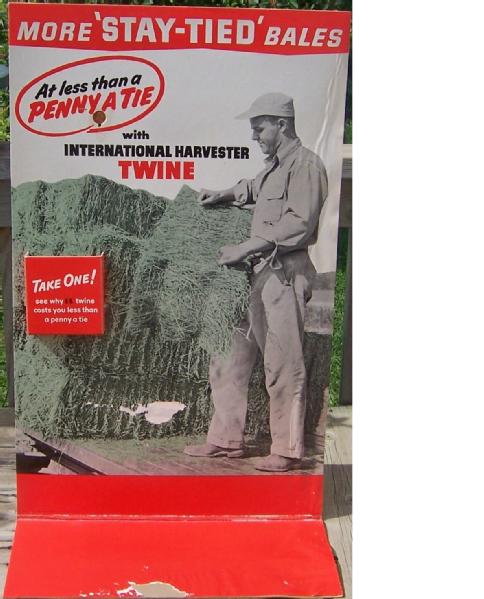 MORE 'STAY-TIED' BALES
At less than a
PENNY A TIE
with
INTERNATIONAL HARVESTER
TWINE
TAKE ONE!
see why IH twine
costs you less than
a penny a tie